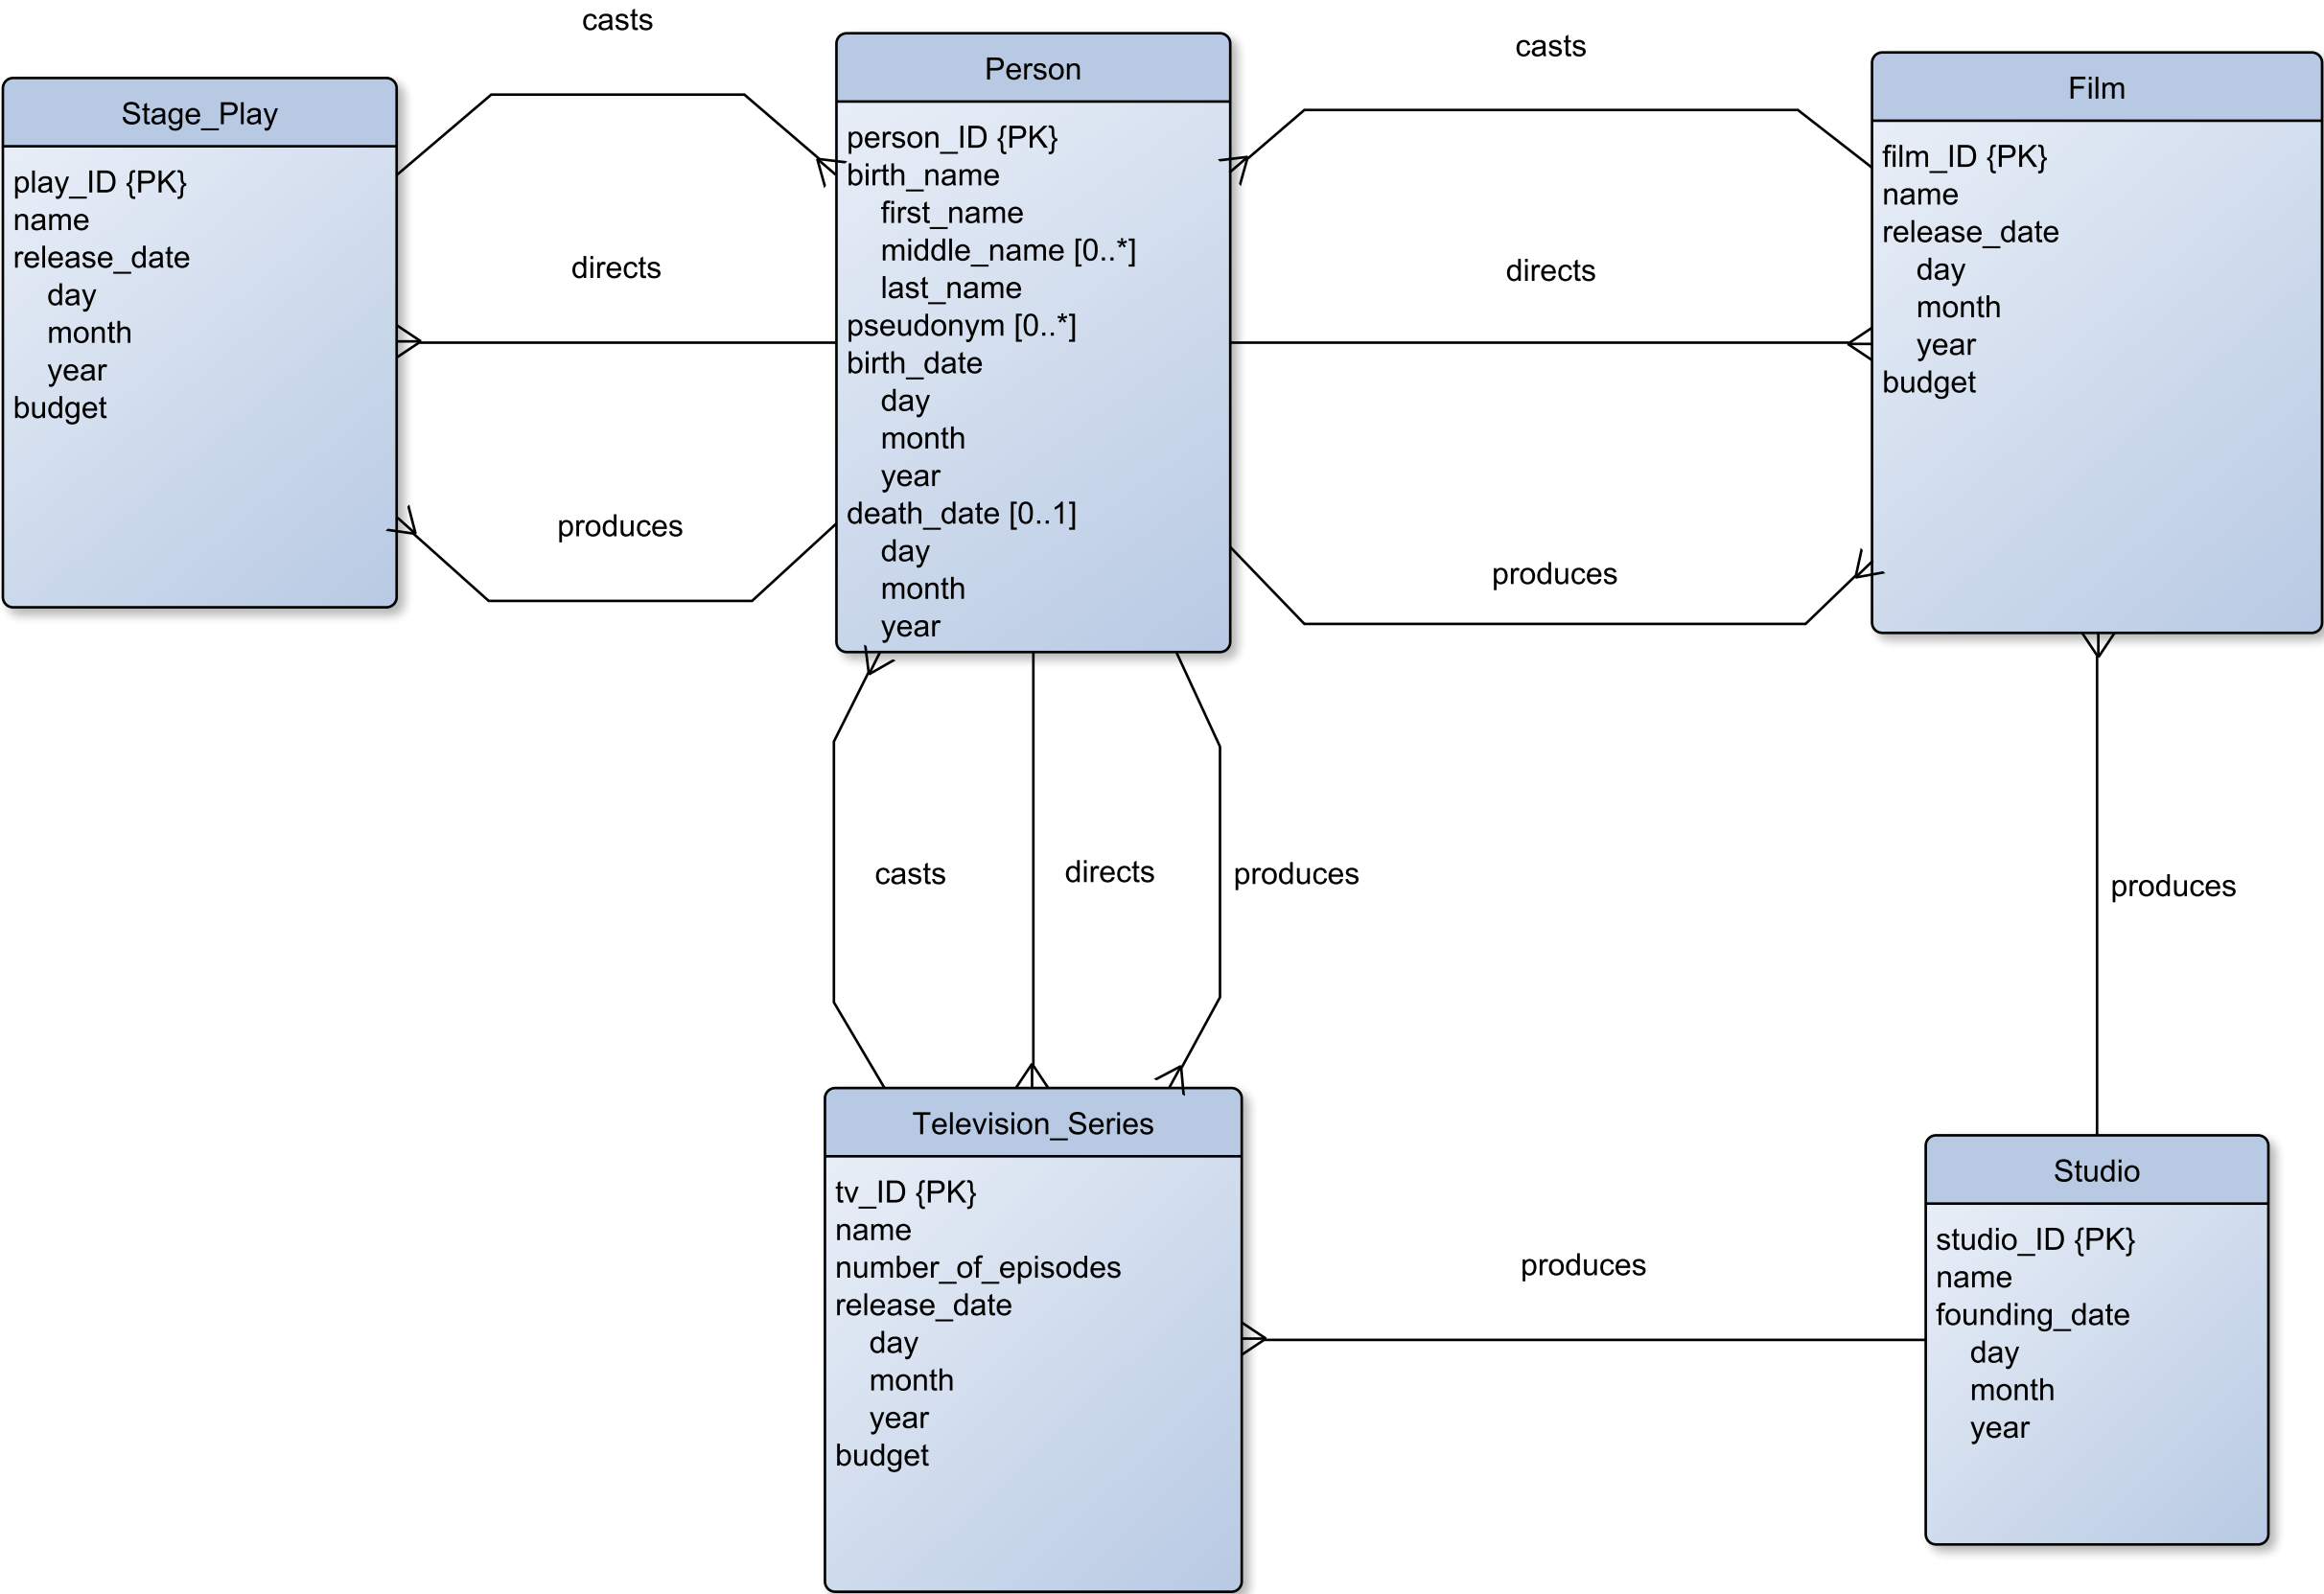 casts
Stage_Play
play_ID {PK}
name
release_date
day
month
year
budget
directs
produces
Person
person_ID {PK}
birth_name
first_name
middle_name [0..*]
last_name
pseudonym [0..*]
birth_date
day
month
year
death_date [0..1]
day
month
year
casts
directs
produces
Film
film_ID {PK}
name
release_date
day
month
year
budget
casts
directs
produces
produces
Television_Series
tv_ID {PK}
name
number_of_episodes
release_date
day
month
year
budget
produces
Studio
studio_ID {PK}
name
founding_date
day
month
year